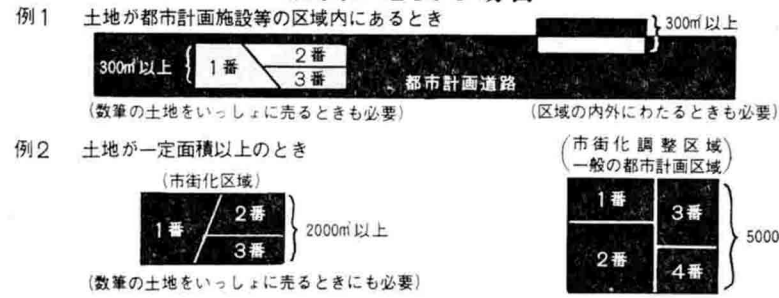 例1 土地が都市計画施設等の区域内にあるとき
300㎡以上
300㎡以上
1番
2番
3番
都市計画道路
(数筆の土地をいっしょに売るときも必要)
(区域の内外にわたるときも必要)
例2 土地が一定面積以上のとき
(市街化区域)
1番
2番
3番
2000㎡以上
(数筆の土地をいっしょに売るときにも必要)
(市街化調整区域
一般の都市計画区域)
1番
2番
3番
4番
5000